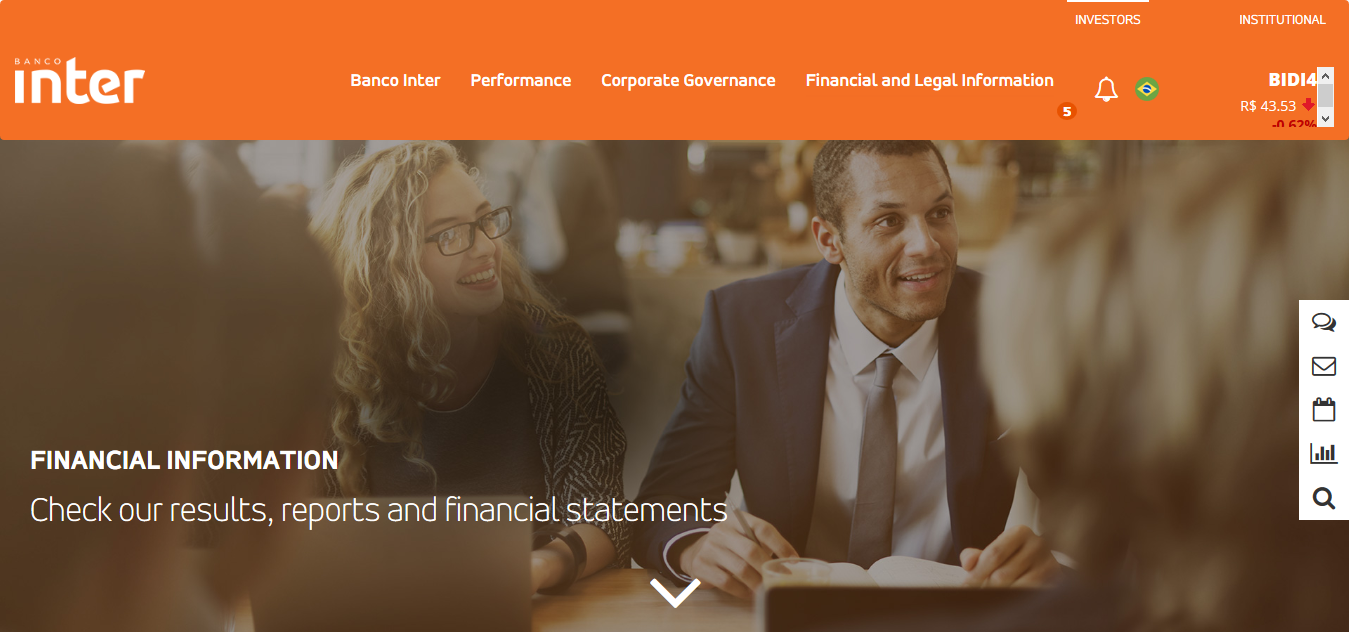 INVESTORS
INSTITUTIONAL
BANCO
inter
Banco Inter
Performance
Corporate Governance
Financial and Legal Information
5
BIDI4
R$ 43.53
-0.62%
FINANCIAL INFORMATION
Check our results, reports and financial statements